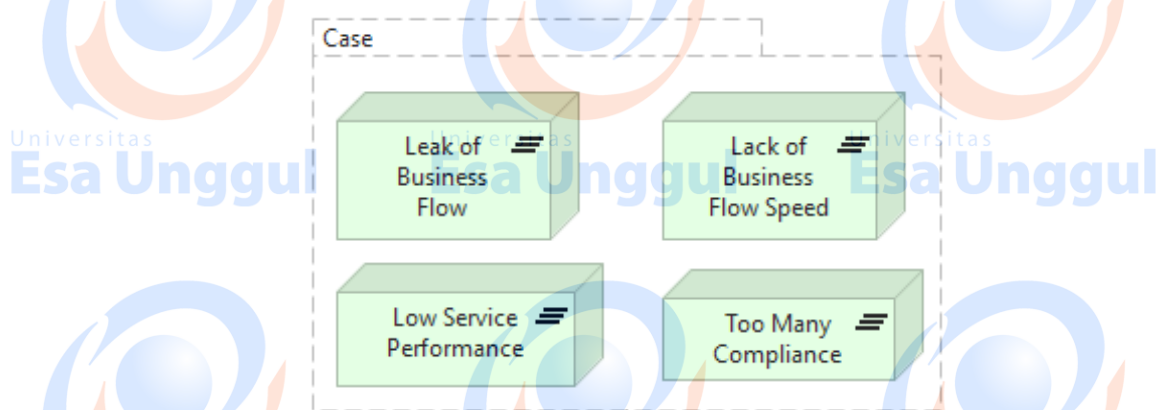 Case
Universitas
Esa Unggul
Universitas
Esa Unggul
Universitas
Esa Unggul
Leak of
Business
Flow
Lack of
Business
Flow Speed
Low Service
Performance
Too Many
Compliance